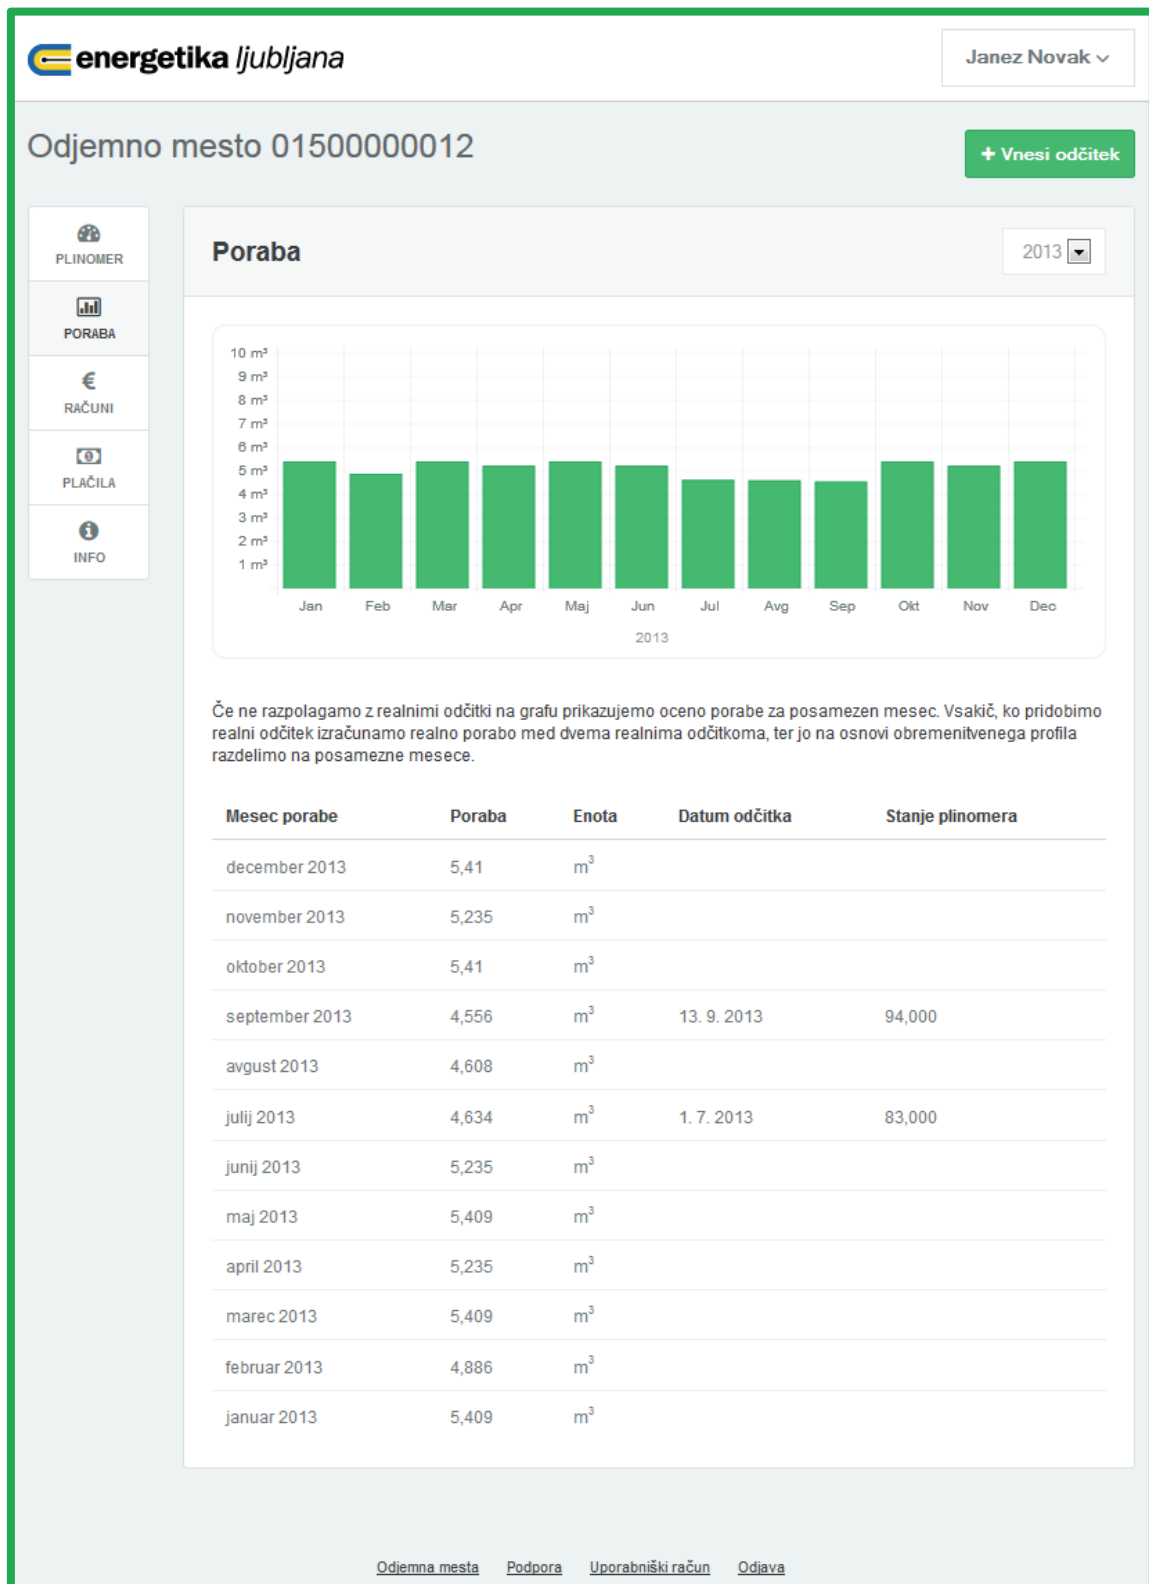 energetika ljubljana
Janez Novak
Odjemno mesto 01500000012
+ Vnesi odčitek
PLINOMER
PORABA
€
RAČUNI
PLAČILA
INFO
Poraba
2013
10 m³
9 m³
8 m³
7 m³
6 m³
5 m³
4 m³
3 m³
2 m³
1 m³
Jan Feb Mar Apr Maj Jun Jul Avg Sep Okt Nov Dec
2013
Če ne razpolagamo z realnimi odčitki na grafu prikazujemo oceno porabe za posamezen mesec. Vsakič, ko pridobimo
realni odčitek izračunamo realno porabo med dvema realnima odčitkoma, ter jo na osnovi obremenitvenega profila
razdelimo na posamezne mesece.
Mesec porabe Poraba Enota Datum odčitka Stanje plinomera
december 2013 5,41 m³
november 2013 5,235 m³
oktober 2013 5,41 m³
september 2013 4,556 m³ 13. 9. 2013 94,000
avgust 2013 4,608 m³
julij 2013 4,634 m³ 1. 7. 2013 83,000
junij 2013 5,235 m³
maj 2013 5,409 m³
april 2013 5,235 m³
marec 2013 5,409 m³
februar 2013 4,886 m³
januar 2013 5,409 m³
Odjemna mesta Podpora Uporabniški račun Odjava